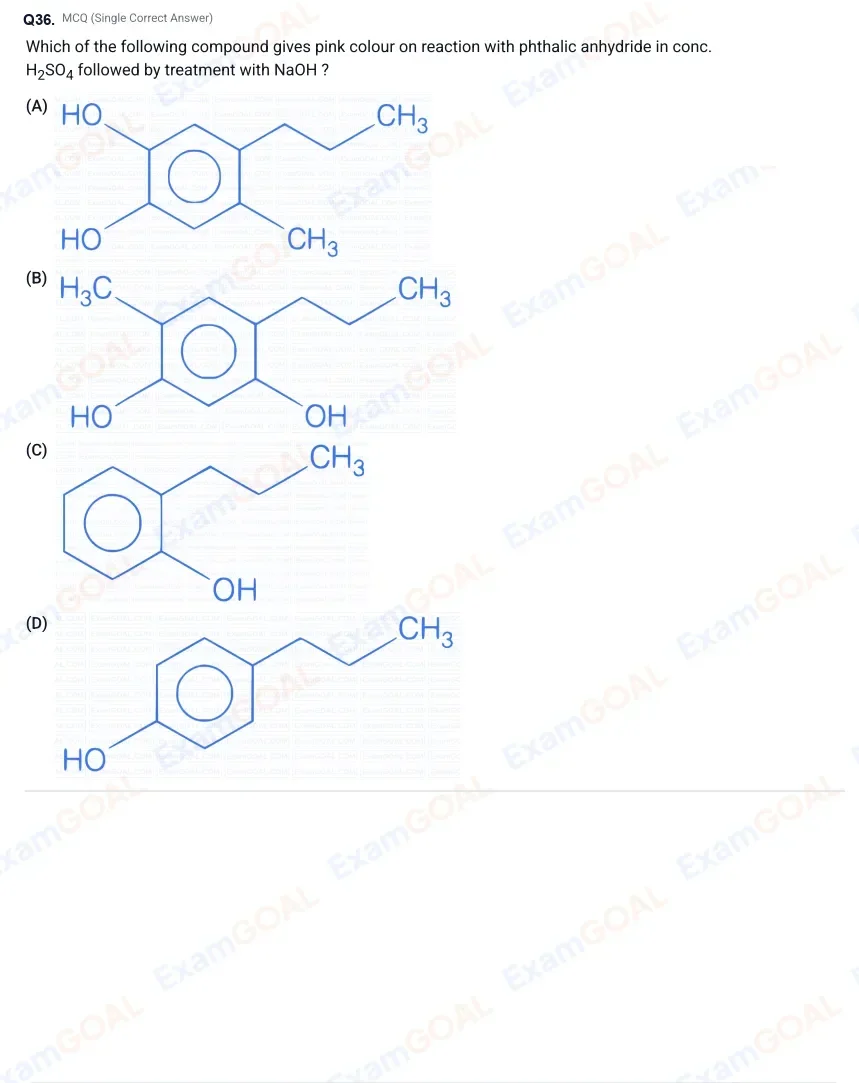 Q36. MCQ (Single Correct Answer)
Which of the following compound gives pink colour on reaction with phthalic anhydride in conc.
H₂SO₄ followed by treatment with NaOH ?
(A)
HO
CH₃
HO
CH₃
(B)
H₃C
CH₃
HO
OH
(C)
CH₃
OH
(D)
CH₃
HO
ExamGOAL